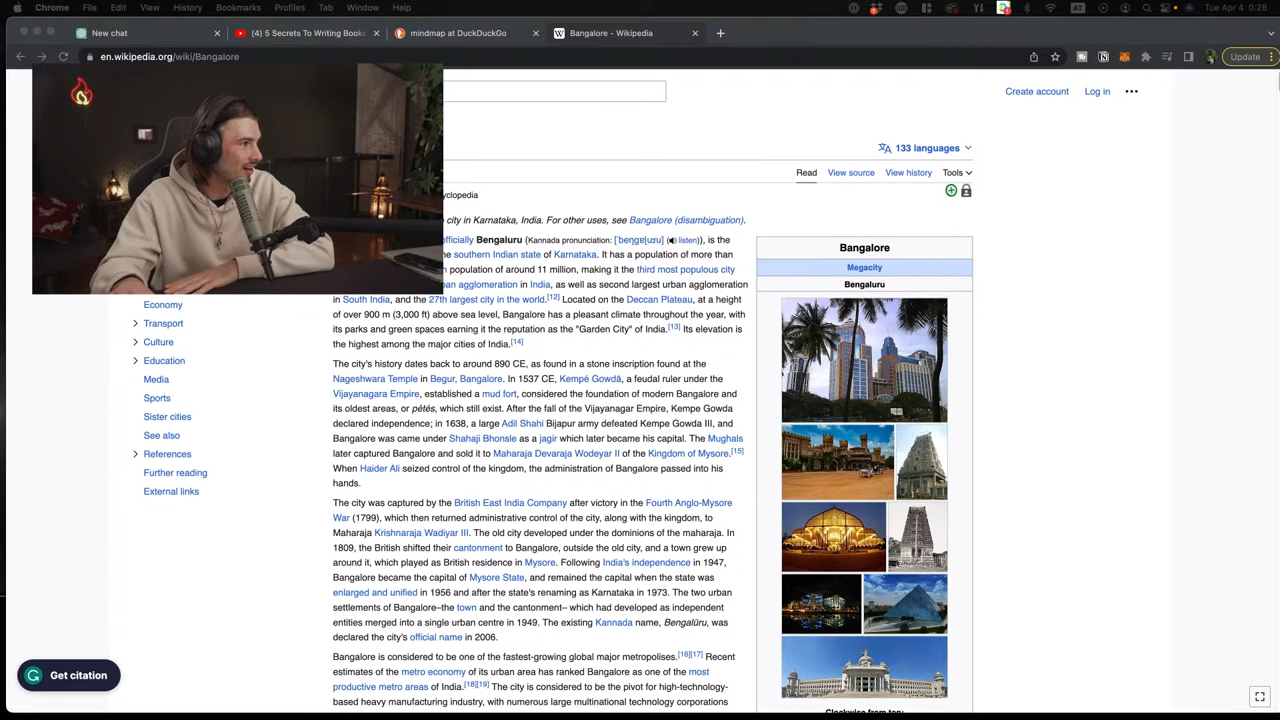 Chrome File Edit View History Bookmarks Profiles Tab Window Help
AT
Tue Apr 4 0:28
New chat
(4) 5 Secrets To Writing Books
mindmap at DuckDuckGo
W Bangalore - Wikipedia
en.wikipedia.org/wiki/Bangalore
Update
Create account Log in
133 languages
Read View source View history Tools
cyclopedia
city in Karnataka, India. For other uses, see Bangalore (disambiguation).
officially Bengaluru (Kannada pronunciation: [ˈbeŋɡɐɭuːɾu] ( listen)), is the
southern Indian state of Karnataka. It has a population of more than
population of around 11 million, making it the third most populous city
agglomeration in India, as well as second largest urban agglomeration
in South India, and the 27th largest city in the world.[12] Located on the Deccan Plateau, at a height
of over 900 m (3,000 ft) above sea level, Bangalore has a pleasant climate throughout the year, with
its parks and green spaces earning it the reputation as the "Garden City" of India.[13] Its elevation is
the highest among the major cities of India.[14]
The city's history dates back to around 890 CE, as found in a stone inscription found at the
Nageshwara Temple in Begur, Bangalore. In 1537 CE, Kempé Gowdā, a feudal ruler under the
Vijayanagara Empire, established a mud fort, considered the foundation of modern Bangalore and
its oldest areas, or pétés, which still exist. After the fall of the Vijayanagar Empire, Kempe Gowda
declared independence; in 1638, a large Adil Shahi Bijapur army defeated Kempe Gowda III, and
Bangalore was came under Shahaji Bhonsle as a jagir which later became his capital. The Mughals
later captured Bangalore and sold it to Maharaja Devaraja Wodeyar II of the Kingdom of Mysore.[15]
When Haider Ali seized control of the kingdom, the administration of Bangalore passed into his
hands.
The city was captured by the British East India Company after victory in the Fourth Anglo-Mysore
War (1799), which then returned administrative control of the city, along with the kingdom, to
Maharaja Krishnaraja Wadiyar III. The old city developed under the dominions of the maharaja. In
1809, the British shifted their cantonment to Bangalore, outside the old city, and a town grew up
around it, which played as British residence in Mysore. Following India's independence in 1947,
Bangalore became the capital of Mysore State, and remained the capital when the state was
enlarged and unified in 1956 and after the state's renaming as Karnataka in 1973. The two urban
settlements of Bangalore–the town and the cantonment– which had developed as independent
entities merged into a single urban centre in 1949. The existing Kannada name, Bengalūru, was
declared the city's official name in 2006.
Bangalore is considered to be one of the fastest-growing global major metropolises.[16][17] Recent
estimates of the metro economy of its urban area has ranked Bangalore as one of the most
productive metro areas of India.[18][19] The city is considered to be the pivot for high-technology-
based heavy manufacturing industry, with numerous large multinational technology corporations
Economy
Transport
Culture
Education
Media
Sports
Sister cities
See also
References
Further reading
External links
Get citation
Bangalore
Megacity
Bengaluru
Clockwise from top: